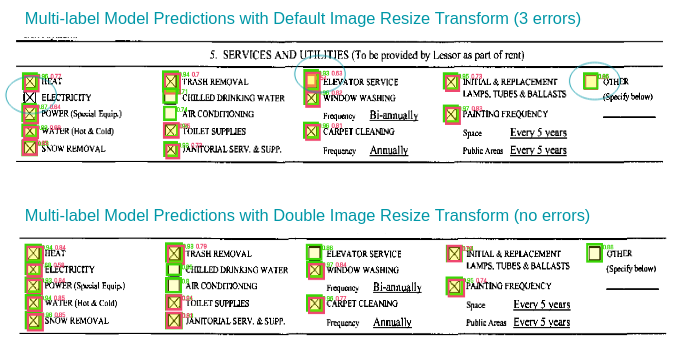 Multi-label Model Predictions with Default Image Resize Transform (3 errors)
5. SERVICES AND UTILITIES (To be provided by Lessor as part of rent)
HEAT TRASH REMOVAL ELEVATOR SERVICE INITIAL & REPLACEMENT OTHER
ELECTRICITY CHILLED DRINKING WATER WINDOW WASHING LAMPS, TUBES & BALLASTS (Specify below)
POWER (Special Equip.) AIR CONDITIONING Frequency Bi-annually PAINTING FREQUENCY
WATER (Hot & Cold) TOILET SUPPLIES CARPET CLEANING Space Every 5 years
SNOW REMOVAL JANITORIAL SERV. & SUPP. Frequency Annually Public Areas Every 5 years
Multi-label Model Predictions with Double Image Resize Transform (no errors)
HEAT TRASH REMOVAL ELEVATOR SERVICE INITIAL & REPLACEMENT OTHER
ELECTRICITY CHILLED DRINKING WATER WINDOW WASHING LAMPS, TUBES & BALLASTS (Specify below)
POWER (Special Equip.) AIR CONDITIONING Frequency Bi-annually PAINTING FREQUENCY
WATER (Hot & Cold) TOILET SUPPLIES CARPET CLEANING Space Every 5 years
SNOW REMOVAL JANITORIAL SERV. & SUPP. Frequency Annually Public Areas Every 5 years